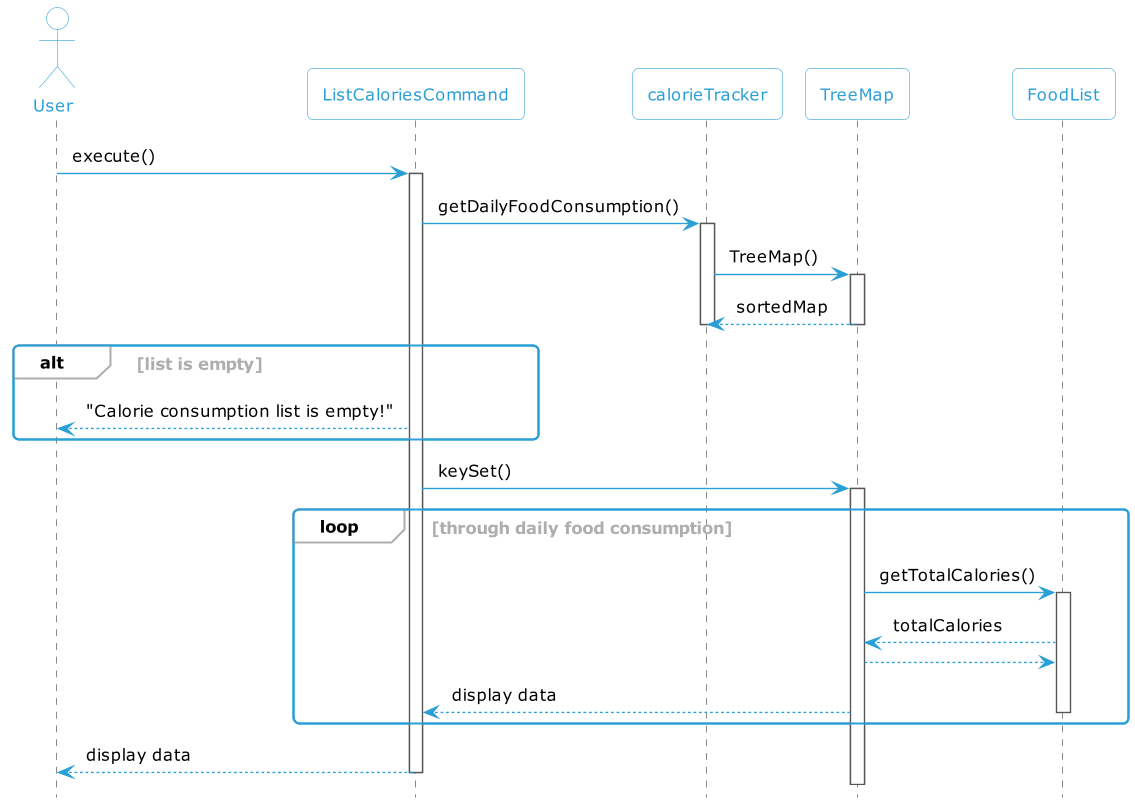 User
ListCaloriesCommand
calorieTracker
TreeMap
FoodList
execute()
getDailyFoodConsumption()
TreeMap()
sortedMap
alt
[list is empty]
"Calorie consumption list is empty!"
keySet()
loop
[through daily food consumption]
getTotalCalories()
totalCalories
display data
display data